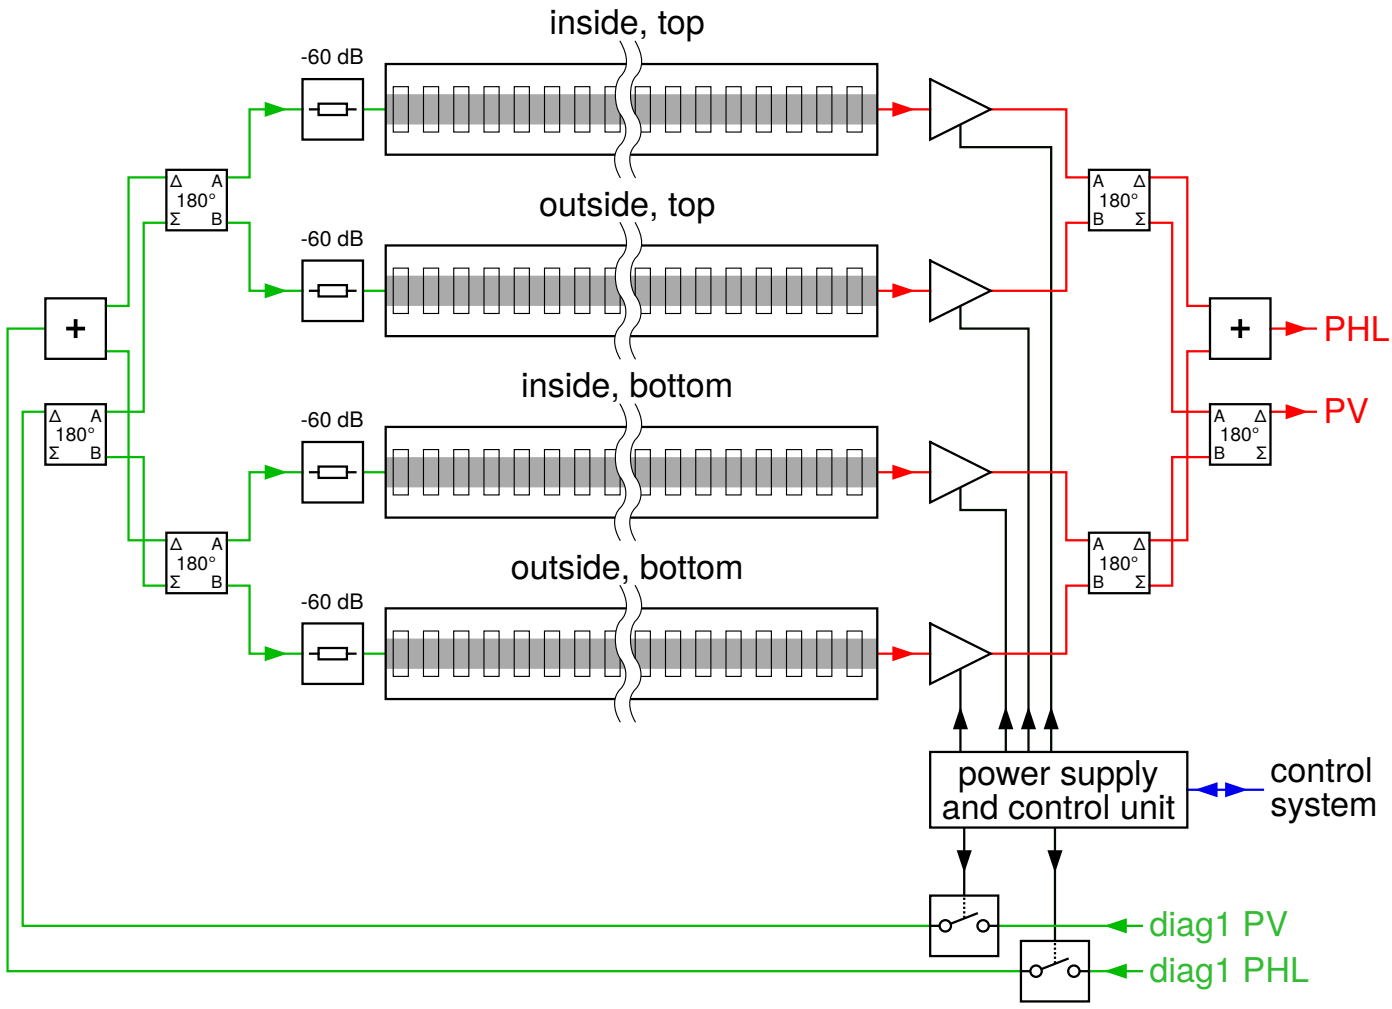 inside, top
-60 dB
outside, top
-60 dB
Δ A
180°
Σ B
A Δ
180°
B Σ
+
+
PHL
inside, bottom
-60 dB
Δ A
180°
Σ B
A Δ
180°
B Σ
PV
outside, bottom
-60 dB
Δ A
180°
Σ B
A Δ
180°
B Σ
power supply
and control unit
control
system
diag1 PV
diag1 PHL